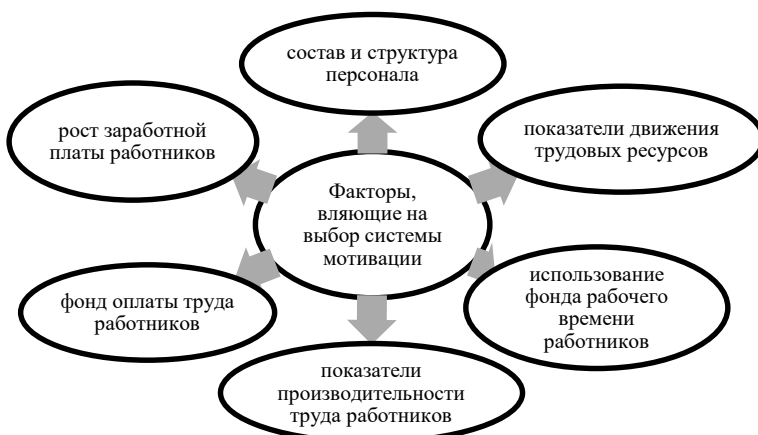 состав и структура
персонала
рост заработной
платы работников
показатели движения
трудовых ресурсов
Факторы,
вляющие на
выбор системы
мотивации
фонд оплаты труда
работников
использование
фонда рабочего
времени
работников
показатели
производительности
труда работников